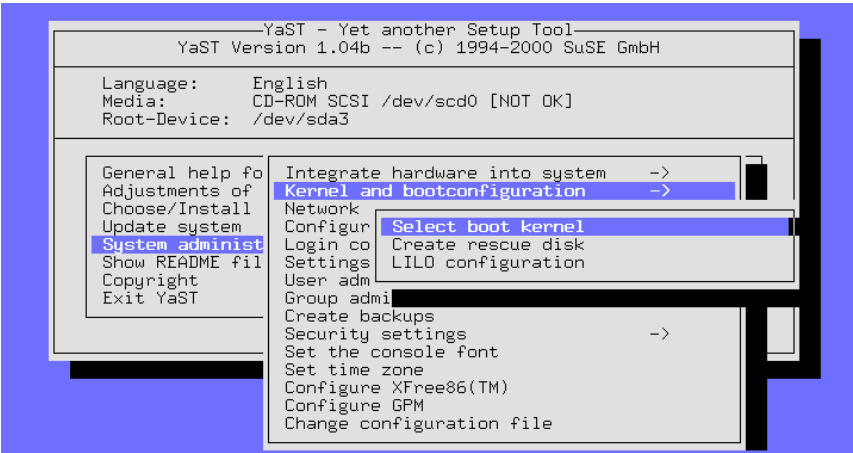 YaST - Yet another Setup Tool
YaST Version 1.04b -- (c) 1994-2000 SuSE GmbH
Language: English
Media: CD-ROM SCSI /dev/scd0 [NOT OK]
Root-Device: /dev/sda3
General help fo
Adjustments of
Choose/Install
Update system
System administ
Show README fil
Copyright
Exit YaST
Integrate hardware into system ->
Kernel and bootconfiguration ->
Network
Configur
Login co
Settings
User adm
Group admi
Create backups
Security settings ->
Set the console font
Set time zone
Configure XFree86(TM)
Configure GPM
Change configuration file
Select boot kernel
Create rescue disk
LILO configuration